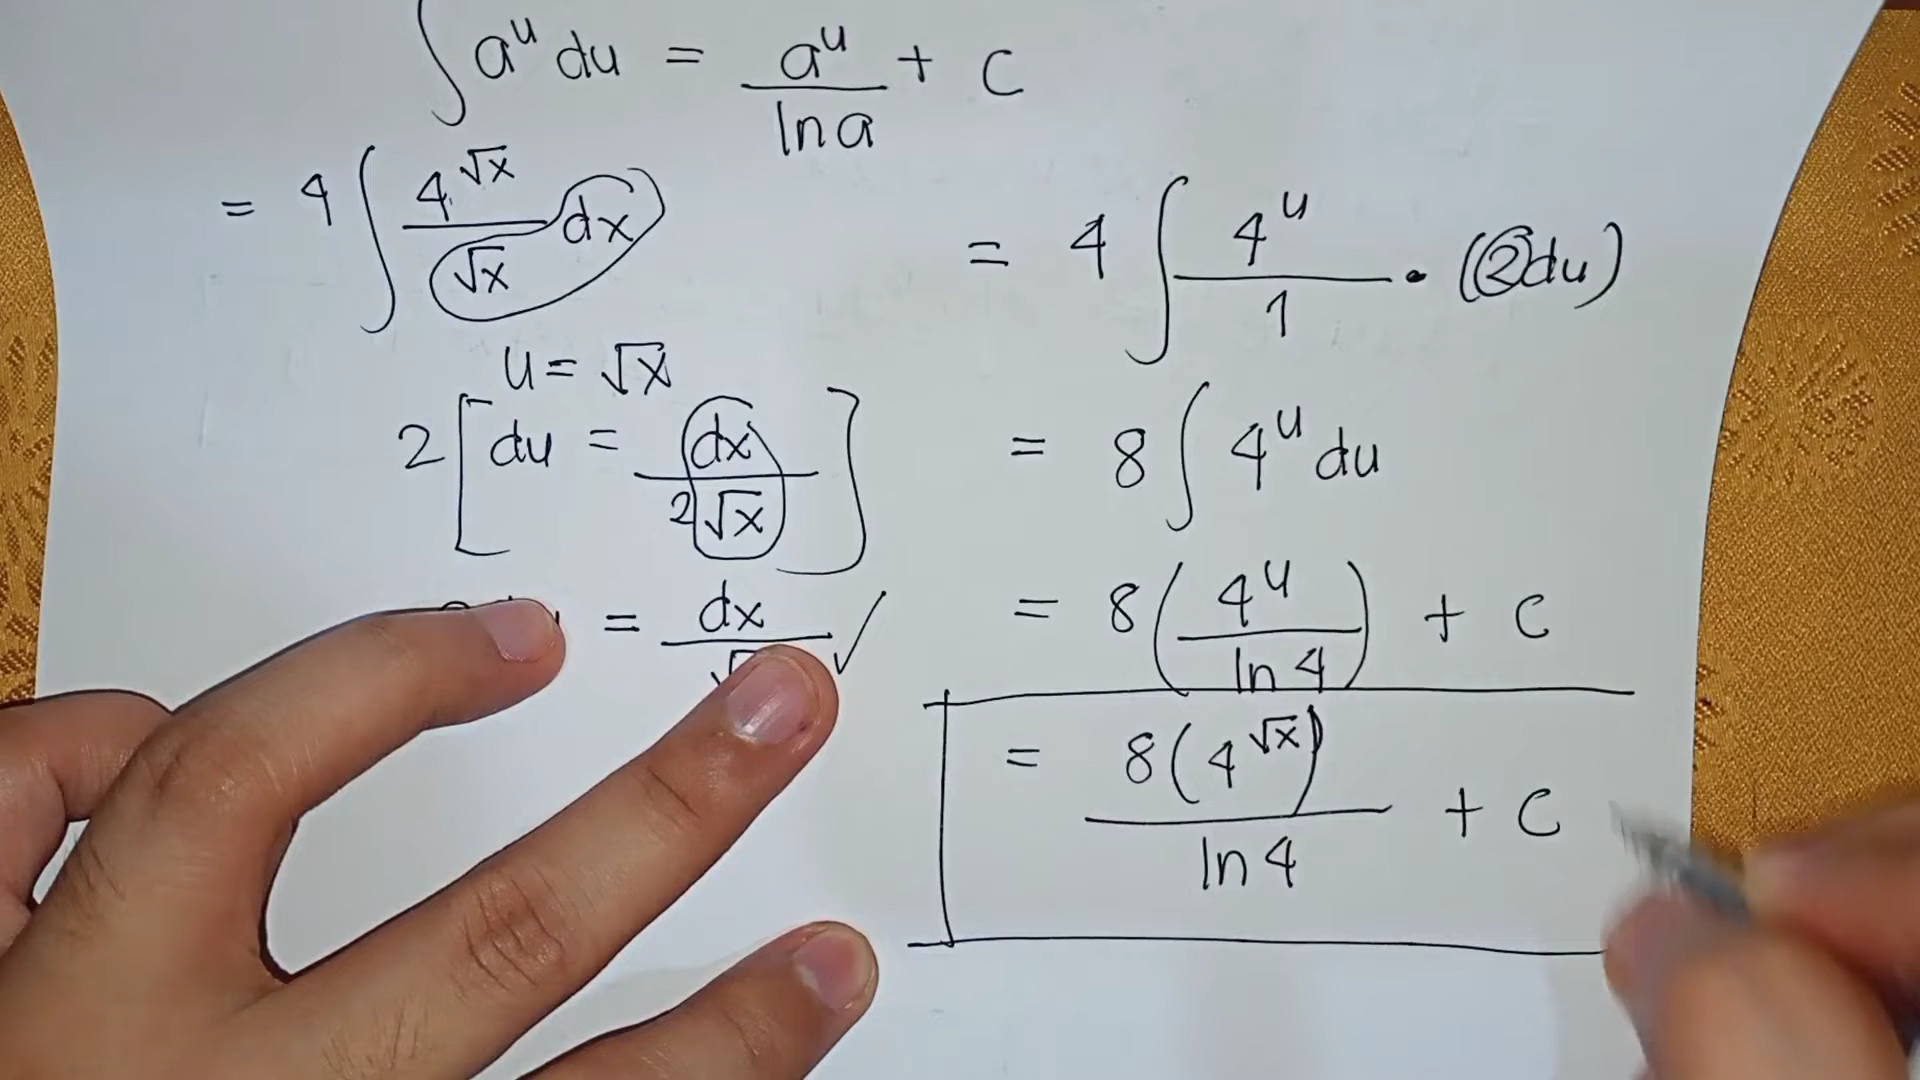 ∫ a^u du = a^u / ln a + C
= 4 ∫ 4^√x / √x dx
u = √x
2 [ du = dx / 2√x ]
= dx / √ ✓
= 4 ∫ 4^u / 1 • (2du)
= 8 ∫ 4^u du
= 8 ( 4^u / ln 4 ) + C
= 8(4^√x) / ln 4 + C